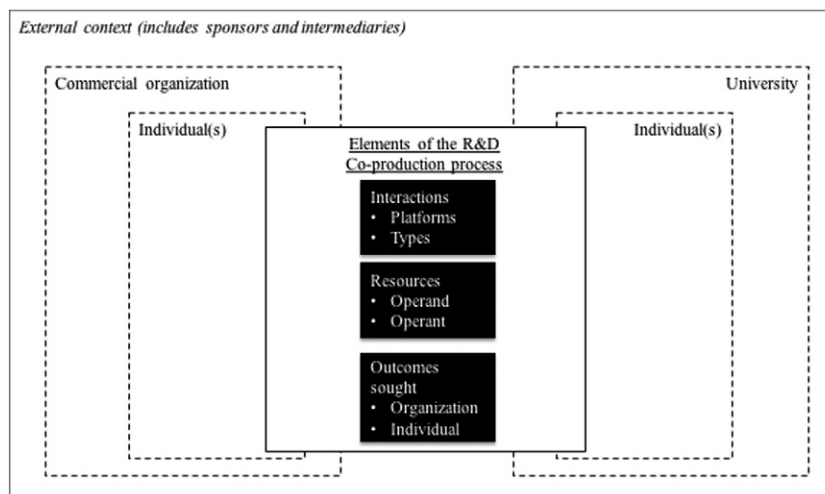 External context (includes sponsors and intermediaries)
Commercial organization
University
Individual(s)
Individual(s)
Elements of the R&D
Co-production process
Interactions
• Platforms
• Types
Resources
• Operand
• Operant
Outcomes
sought
• Organization
• Individual